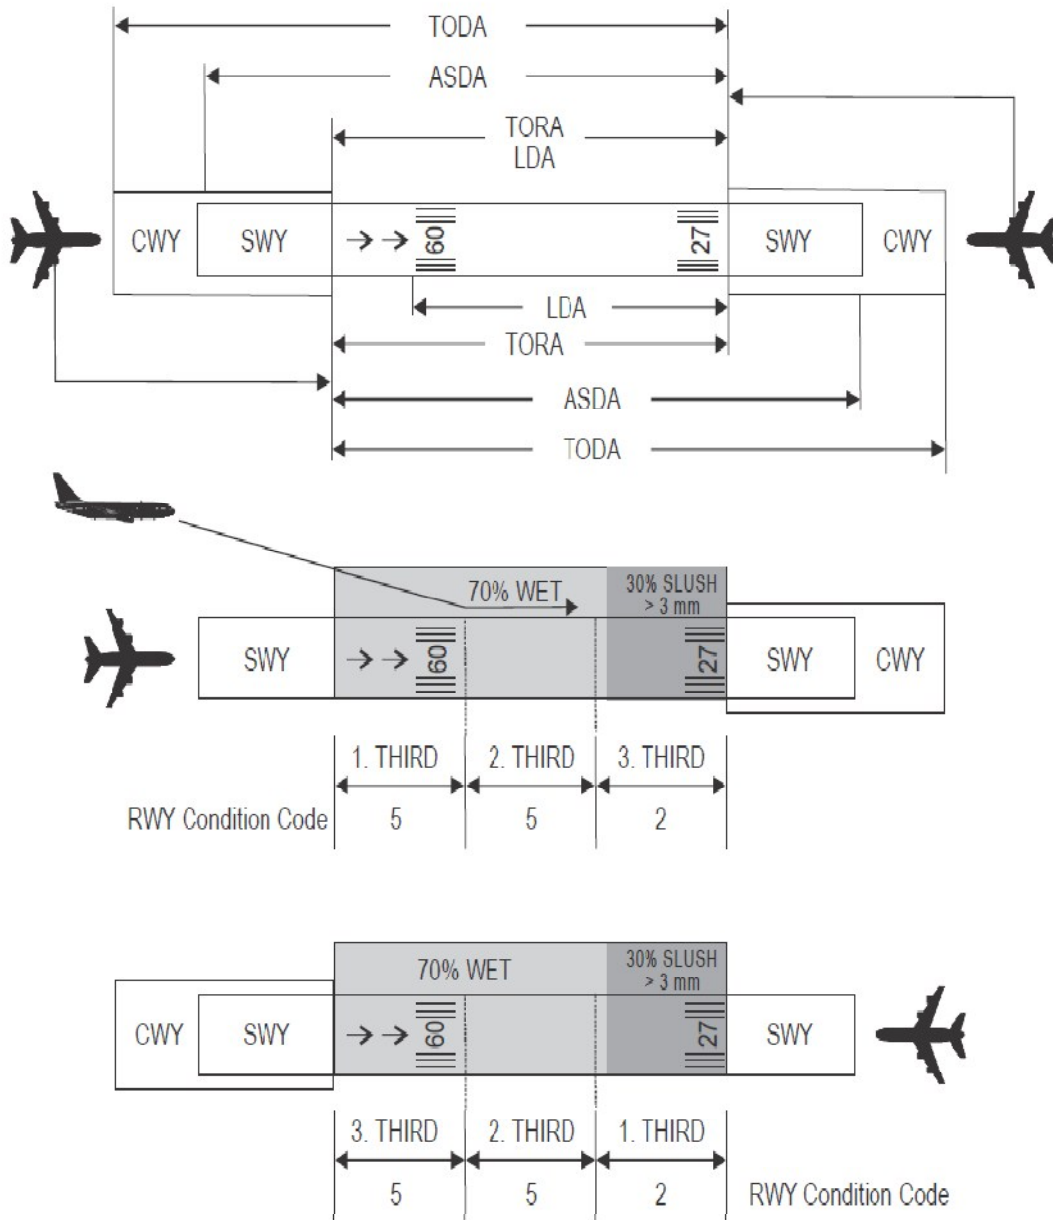 TODA
ASDA
TORA
LDA
CWY SWY 09 27 SWY CWY
LDA
TORA
ASDA
TODA
70% WET
30% SLUSH
> 3 mm
SWY 09 27 SWY CWY
1. THIRD 2. THIRD 3. THIRD
RWY Condition Code 5 5 2
70% WET
30% SLUSH
> 3 mm
CWY SWY 09 27 SWY
3. THIRD 2. THIRD 1. THIRD
5 5 2 RWY Condition Code